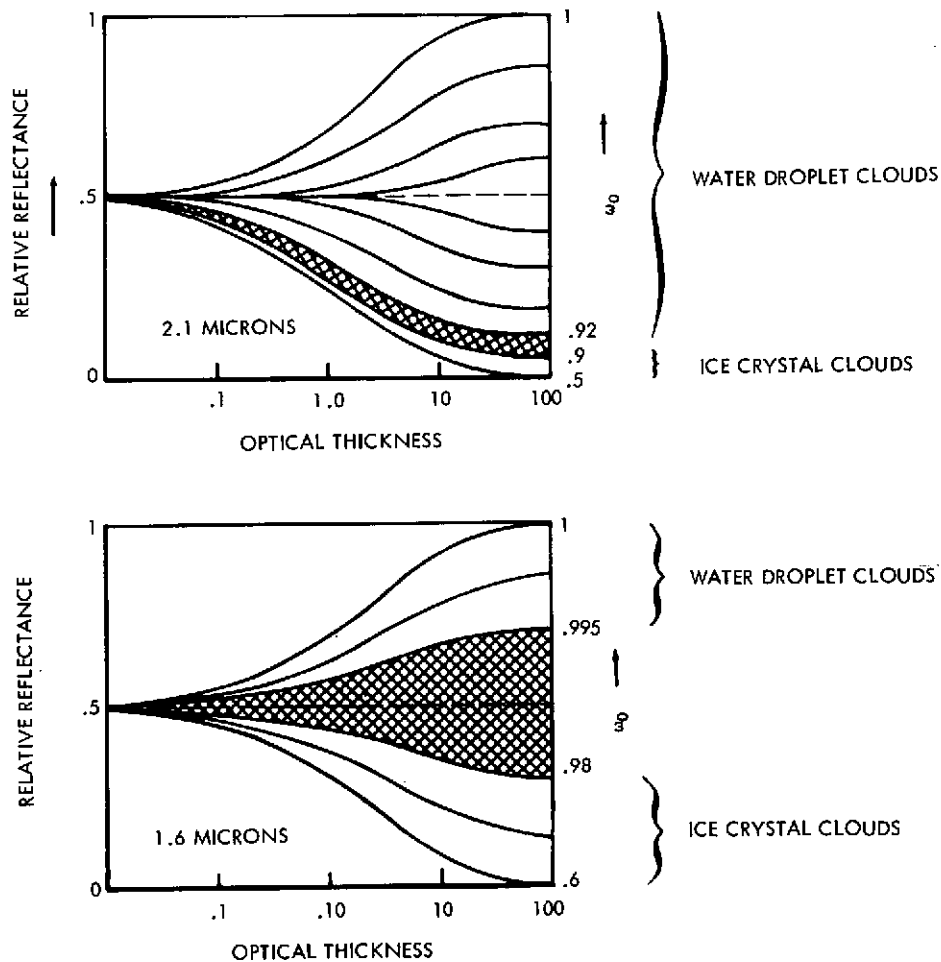 1
1
RELATIVE REFLECTANCE
.5
WATER DROPLET CLOUDS
ω0
2.1 MICRONS
.92
.9
ICE CRYSTAL CLOUDS
0
.5
.1
1.0
10
100
OPTICAL THICKNESS
1
1
WATER DROPLET CLOUDS
.995
RELATIVE REFLECTANCE
.5
ω0
.98
1.6 MICRONS
ICE CRYSTAL CLOUDS
0
.6
.1
.10
10
100
OPTICAL THICKNESS